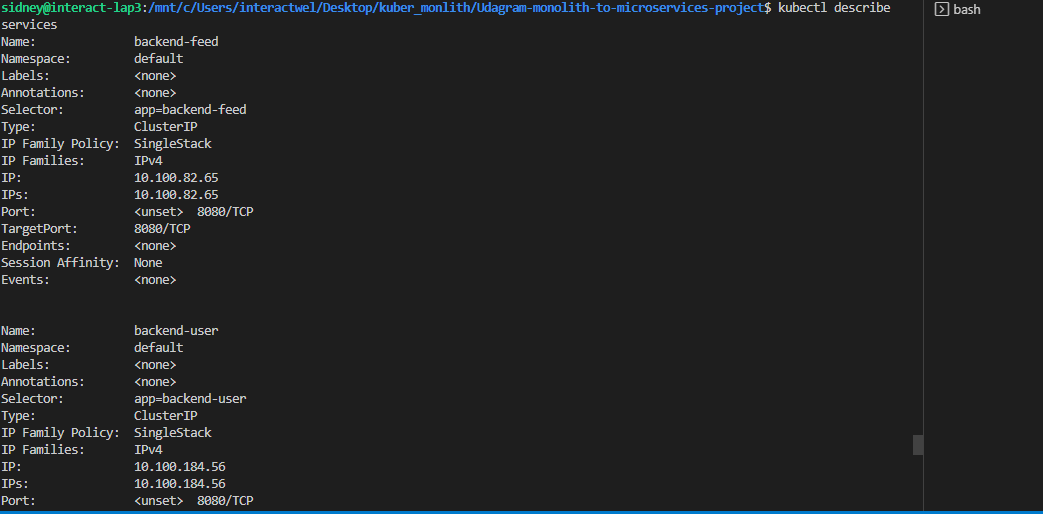 sidney@interact-lap3:/mnt/c/Users/interactwel/Desktop/kuber_monlith/Udagram-monolith-to-microservices-project$ kubectl describe
services
Name: backend-feed
Namespace: default
Labels: <none>
Annotations: <none>
Selector: app=backend-feed
Type: ClusterIP
IP Family Policy: SingleStack
IP Families: IPv4
IP: 10.100.82.65
IPs: 10.100.82.65
Port: <unset> 8080/TCP
TargetPort: 8080/TCP
Endpoints: <none>
Session Affinity: None
Events: <none>
Name: backend-user
Namespace: default
Labels: <none>
Annotations: <none>
Selector: app=backend-user
Type: ClusterIP
IP Family Policy: SingleStack
IP Families: IPv4
IP: 10.100.184.56
IPs: 10.100.184.56
Port: <unset> 8080/TCP
bash